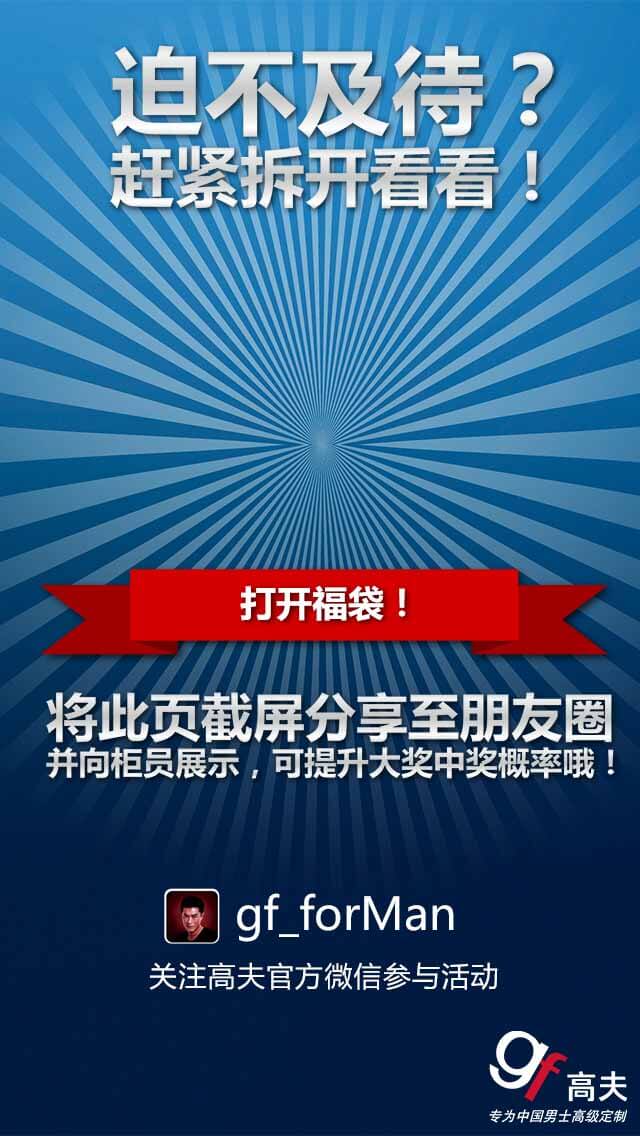 迫不及待？
赶紧拆开看看！
打开福袋！
将此页截屏分享至朋友圈
并向柜员展示，可提升大奖中奖概率哦！
gf_forMan
关注高夫官方微信参与活动
gf 高夫
专为中国男士高级定制